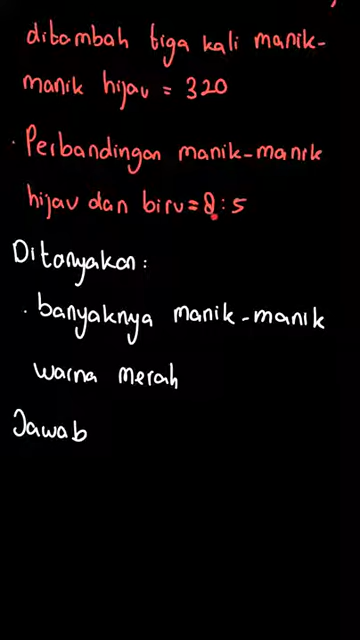 ditambah tiga kali manik-
manik hijau = 320
· Perbandingan manik-manik
hijau dan biru = 8 : 5
Ditanyakan :
· banyaknya manik-manik
warna merah
Jawab